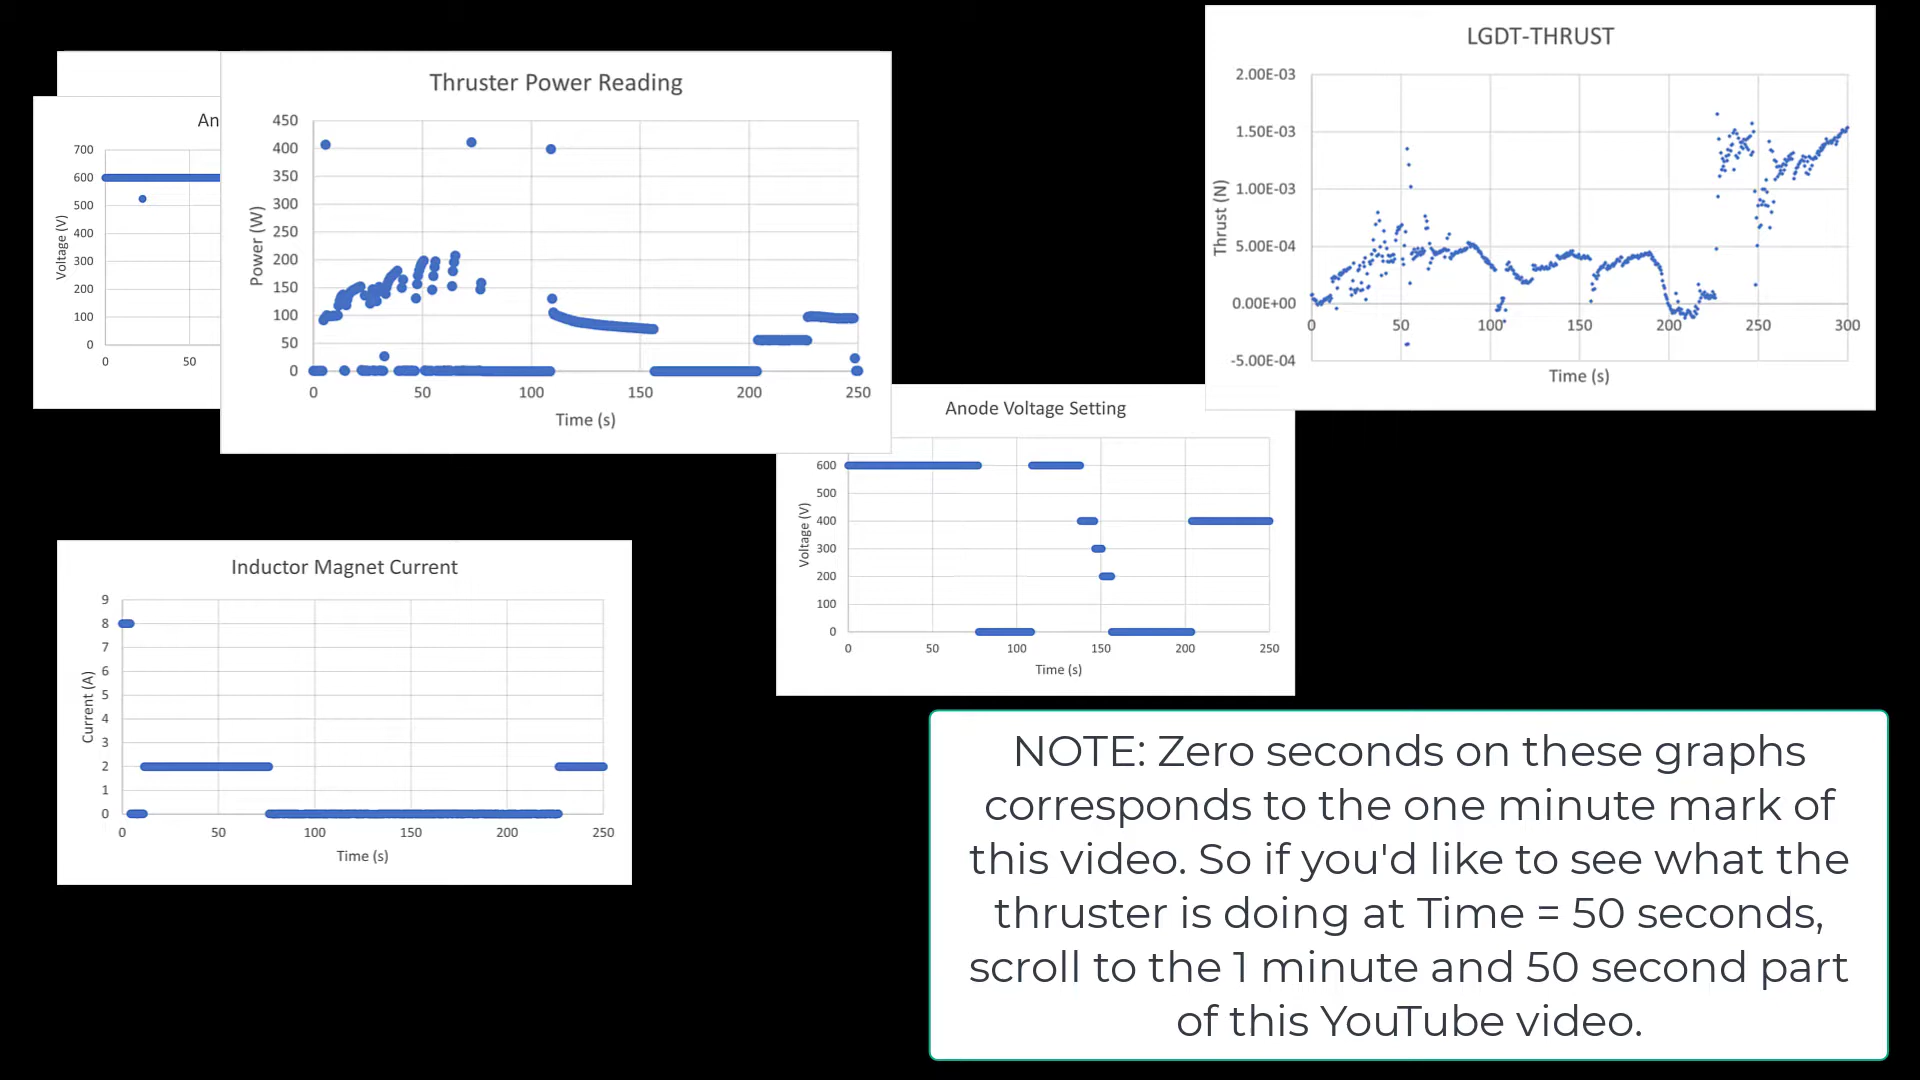 LGDT-THRUST
2.00E-03
1.50E-03
1.00E-03
5.00E-04
0.00E+00
-5.00E-04
Thrust (N)
0 50 100 150 200 250 300
Time (s)
Thruster Power Reading
450
400
350
300
250
200
150
100
50
0
Power (W)
0 50 100 150 200 250
Time (s)
An
700
600
500
400
300
200
100
0
Voltage (V)
0 50
Anode Voltage Setting
600
500
400
300
200
100
0
Voltage (V)
0 50 100 150 200 250
Time (s)
Inductor Magnet Current
9
8
7
6
5
4
3
2
1
0
Current (A)
0 50 100 150 200 250
Time (s)
NOTE: Zero seconds on these graphs
corresponds to the one minute mark of
this video. So if you'd like to see what the
thruster is doing at Time = 50 seconds,
scroll to the 1 minute and 50 second part
of this YouTube video.